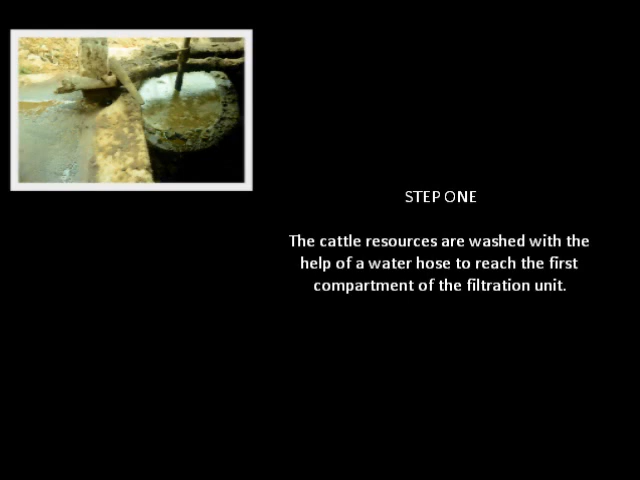 STEP ONE
The cattle resources are washed with the
help of a water hose to reach the first
compartment of the filtration unit.